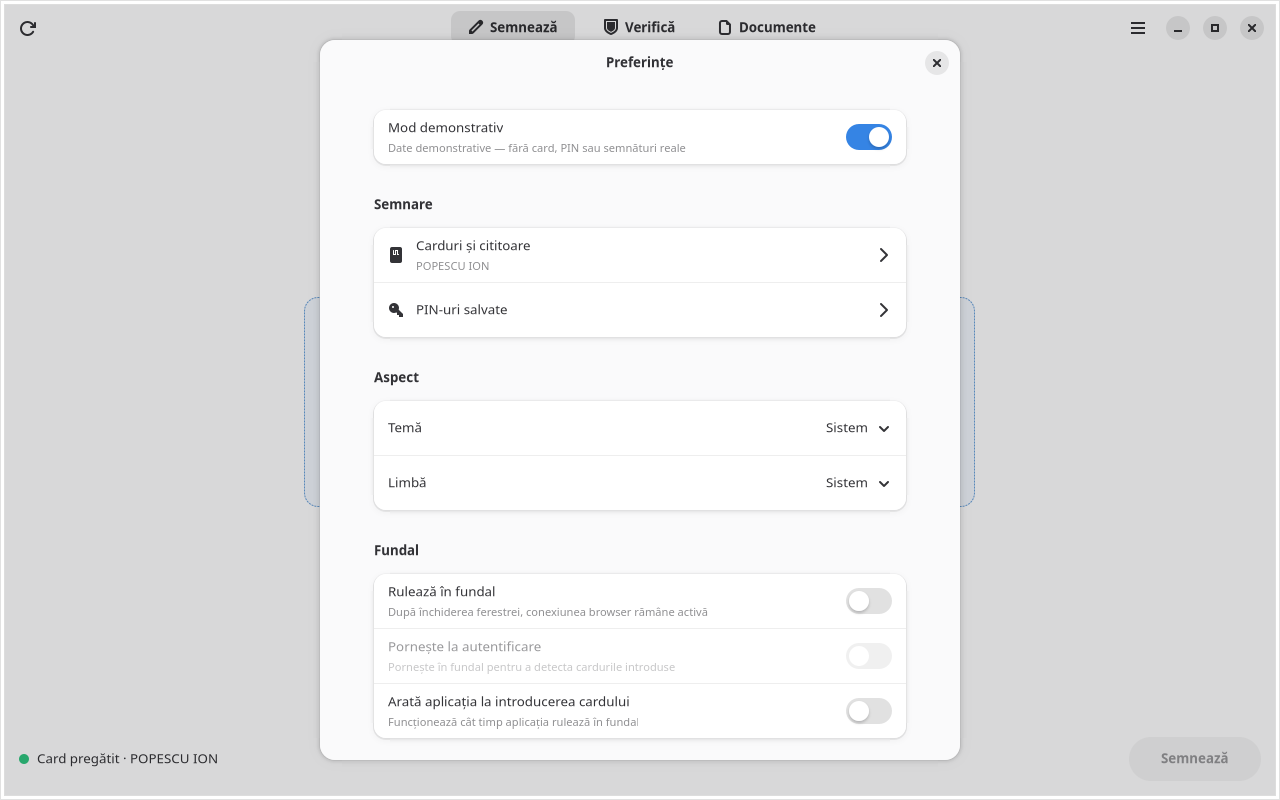 Semnează
Verifică
Documente
Preferințe
Mod demonstrativ
Date demonstrative — fără card, PIN sau semnături reale
Semnare
Carduri și cititoare
POPESCU ION
PIN-uri salvate
Aspect
Temă
Sistem
Limbă
Sistem
Fundal
Rulează în fundal
După închiderea ferestrei, conexiunea browser rămâne activă
Pornește la autentificare
Pornește în fundal pentru a detecta cardurile introduse
Arată aplicația la introducerea cardului
Funcționează cât timp aplicația rulează în fundal
Card pregătit · POPESCU ION
Semnează